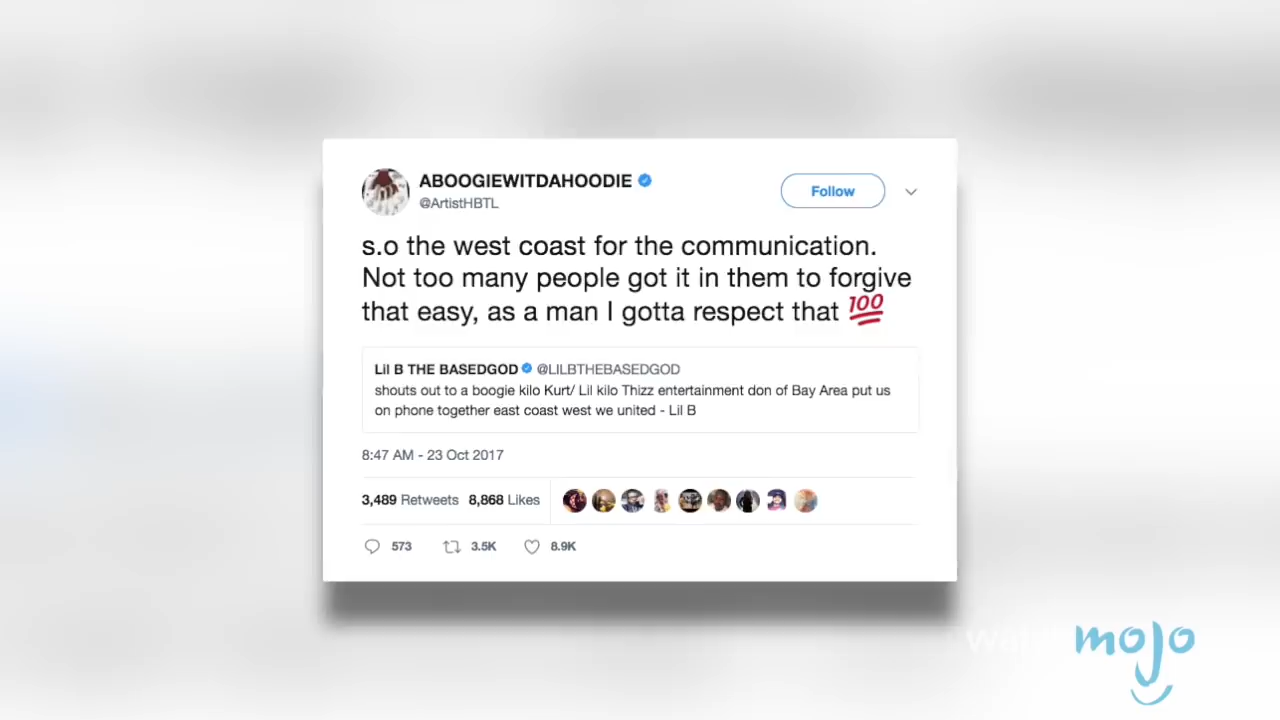 ABOOGIEWITDAHOODIE
Follow
@ArtistHBTL
s.o the west coast for the communication.
Not too many people got it in them to forgive
that easy, as a man I gotta respect that 💯
Lil B THE BASEDGOD @LILBTHEBASEDGOD
shouts out to a boogie kilo Kurt/ Lil kilo Thizz entertainment don of Bay Area put us
on phone together east coast west we united - Lil B
8:47 AM - 23 Oct 2017
3,489 Retweets 8,868 Likes
573 3.5K 8.9K
mojo